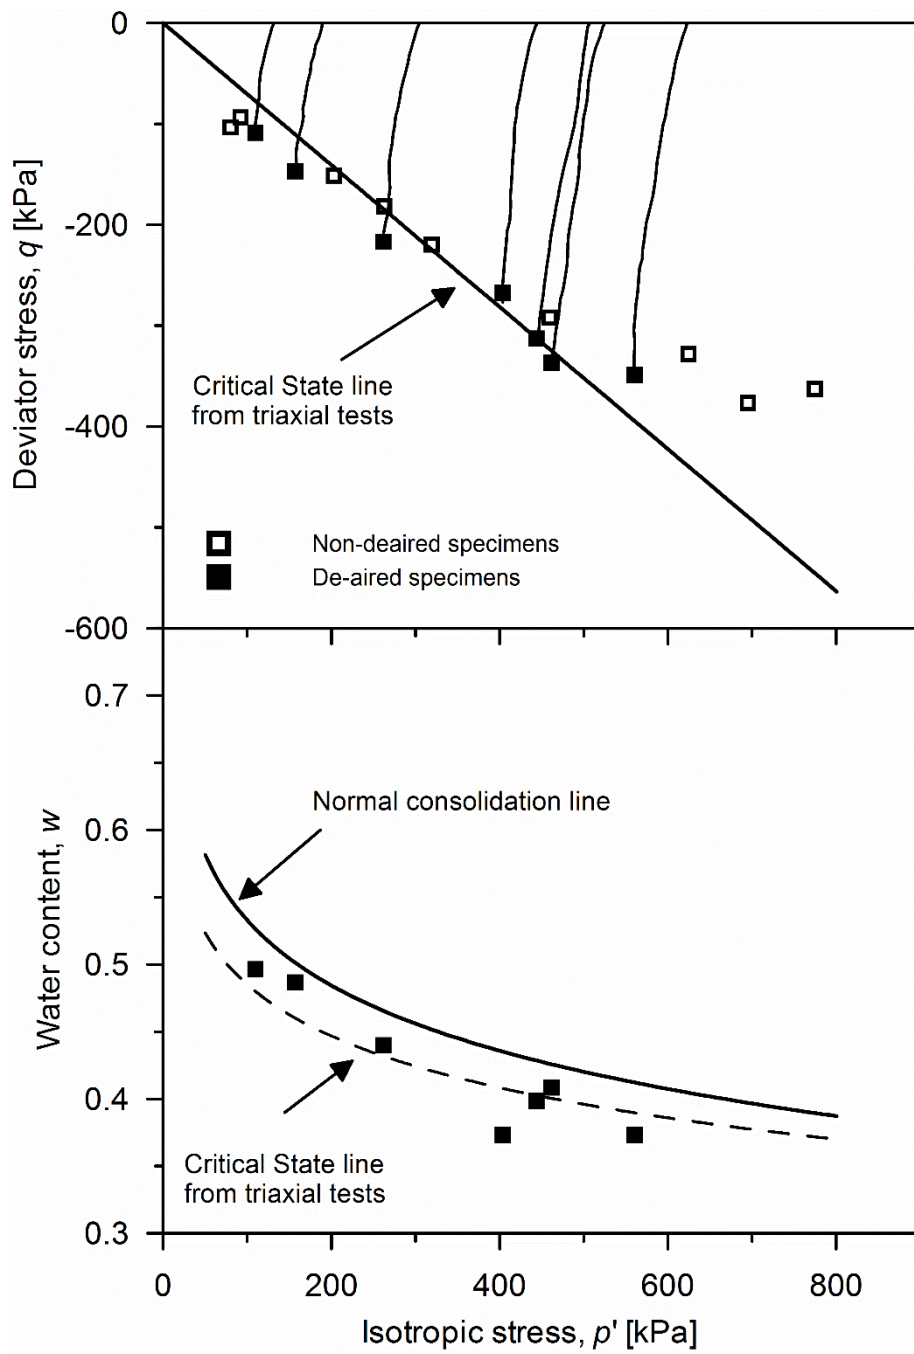 0
-200
-400
-600
Deviator stress, q [kPa]
Critical State line
from triaxial tests
Non-deaired specimens
De-aired specimens
0.7
0.6
0.5
0.4
0.3
Water content, w
Normal consolidation line
Critical State line
from triaxial tests
0 200 400 600 800
Isotropic stress, p' [kPa]